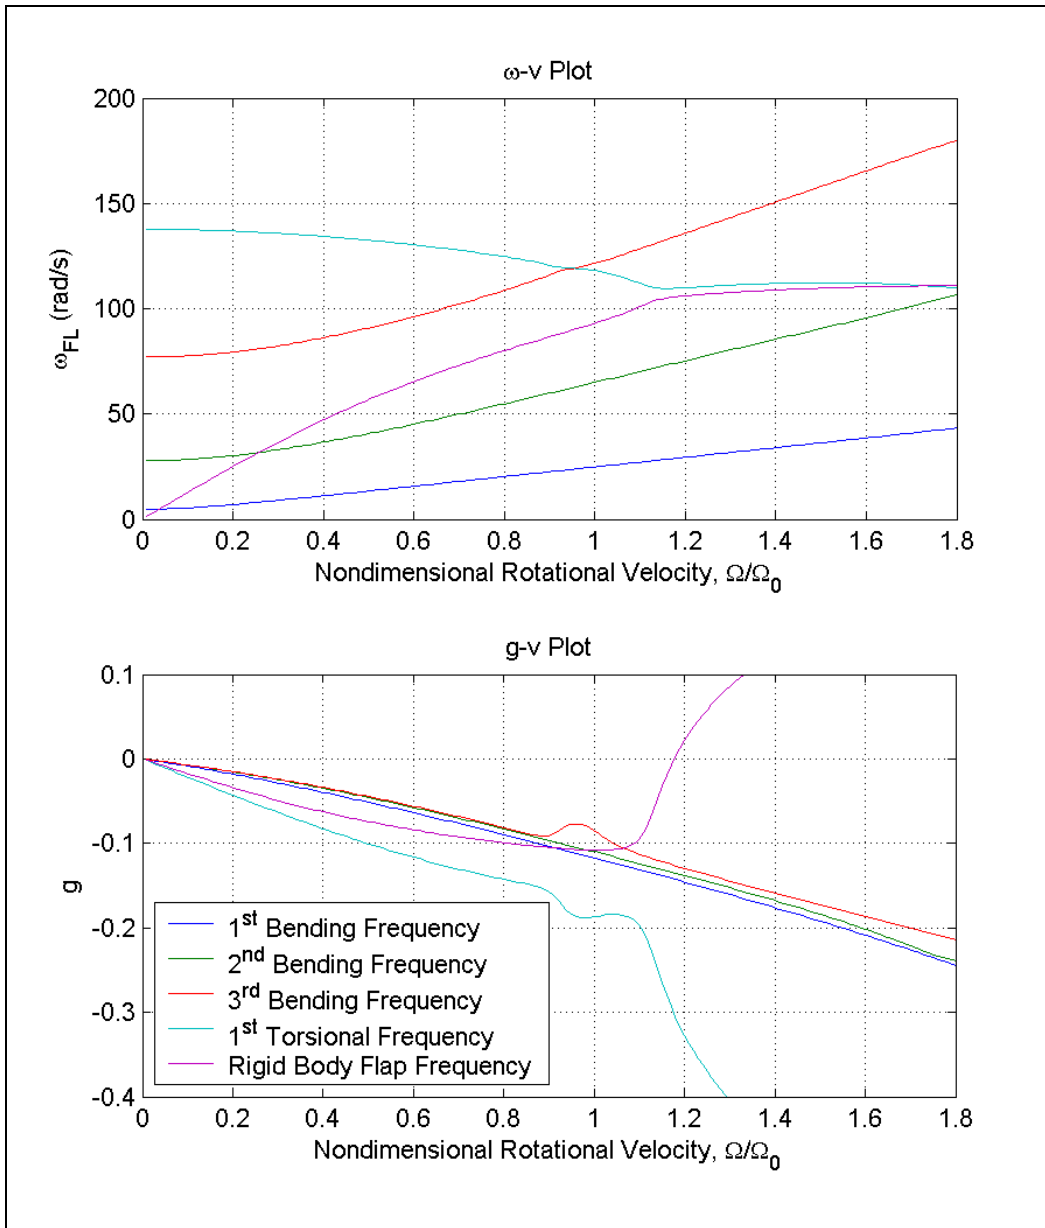 ω-v Plot
200
150
100
50
0
ω_FL (rad/s)
0 0.2 0.4 0.6 0.8 1 1.2 1.4 1.6 1.8
Nondimensional Rotational Velocity, Ω/Ω_0
g-v Plot
0.1
0
-0.1
-0.2
-0.3
-0.4
g
1^st Bending Frequency
2^nd Bending Frequency
3^rd Bending Frequency
1^st Torsional Frequency
Rigid Body Flap Frequency
0 0.2 0.4 0.6 0.8 1 1.2 1.4 1.6 1.8
Nondimensional Rotational Velocity, Ω/Ω_0